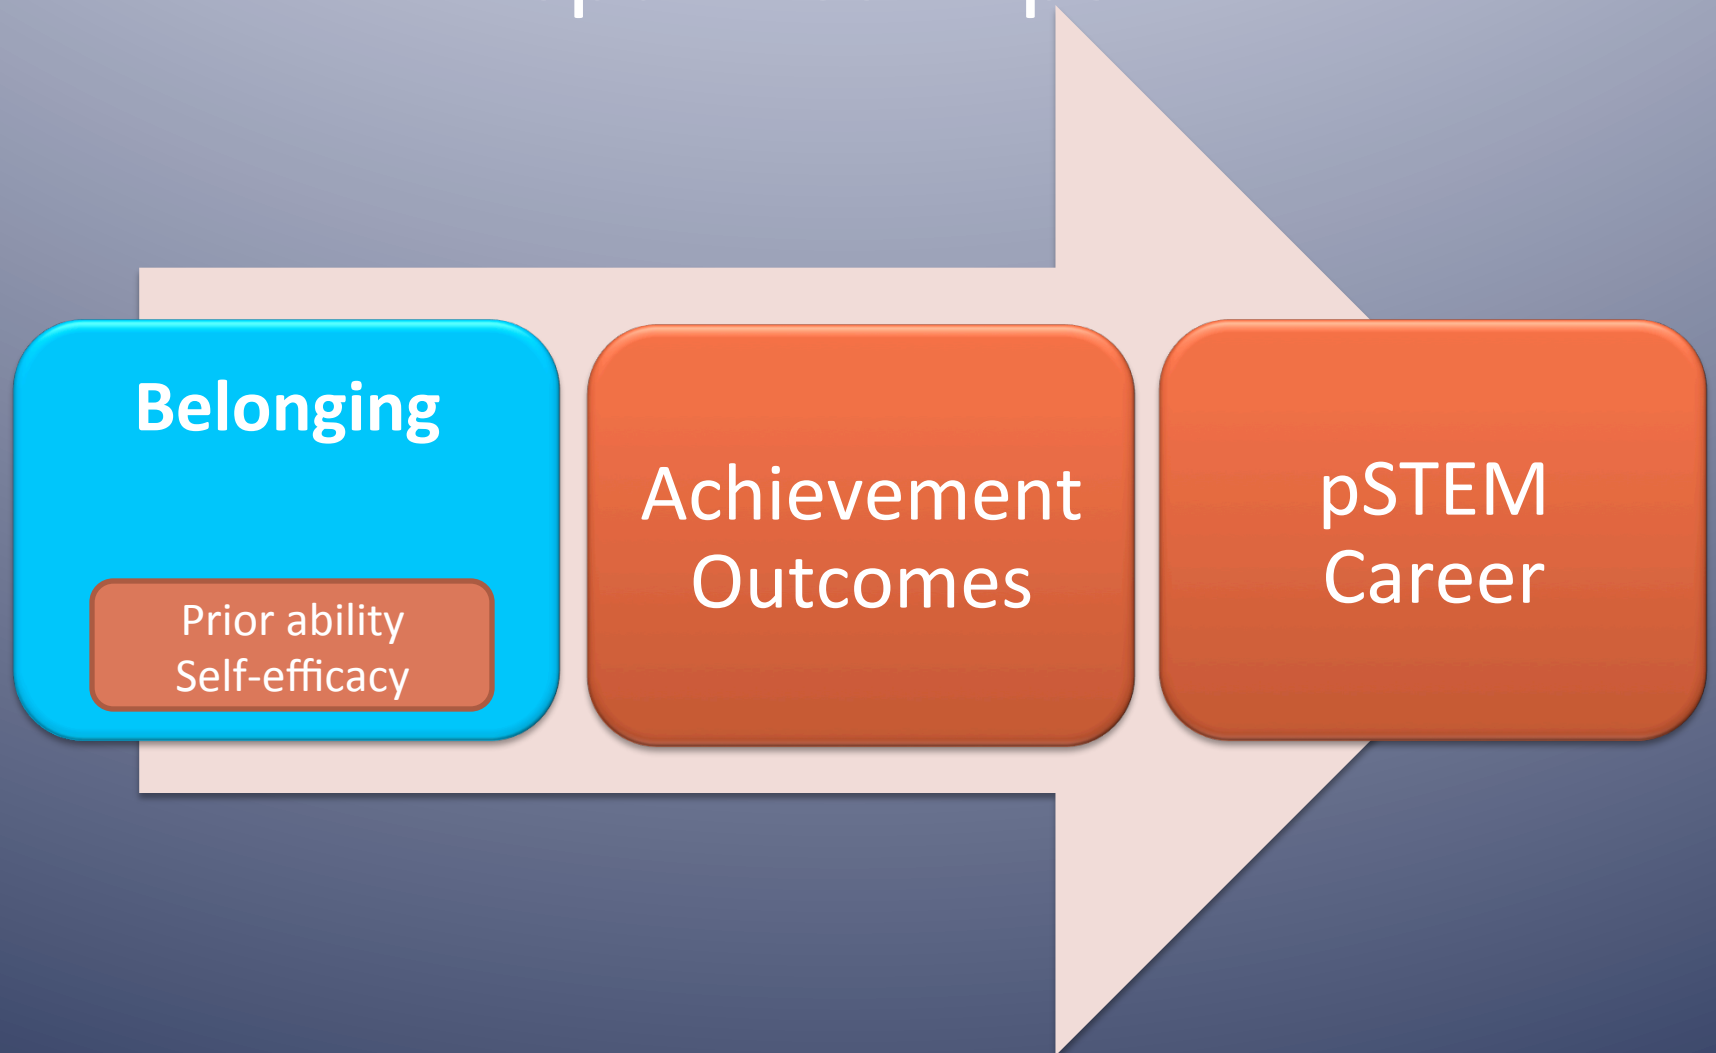 Belonging
Prior ability
Self-efficacy
Achievement
Outcomes
pSTEM
Career